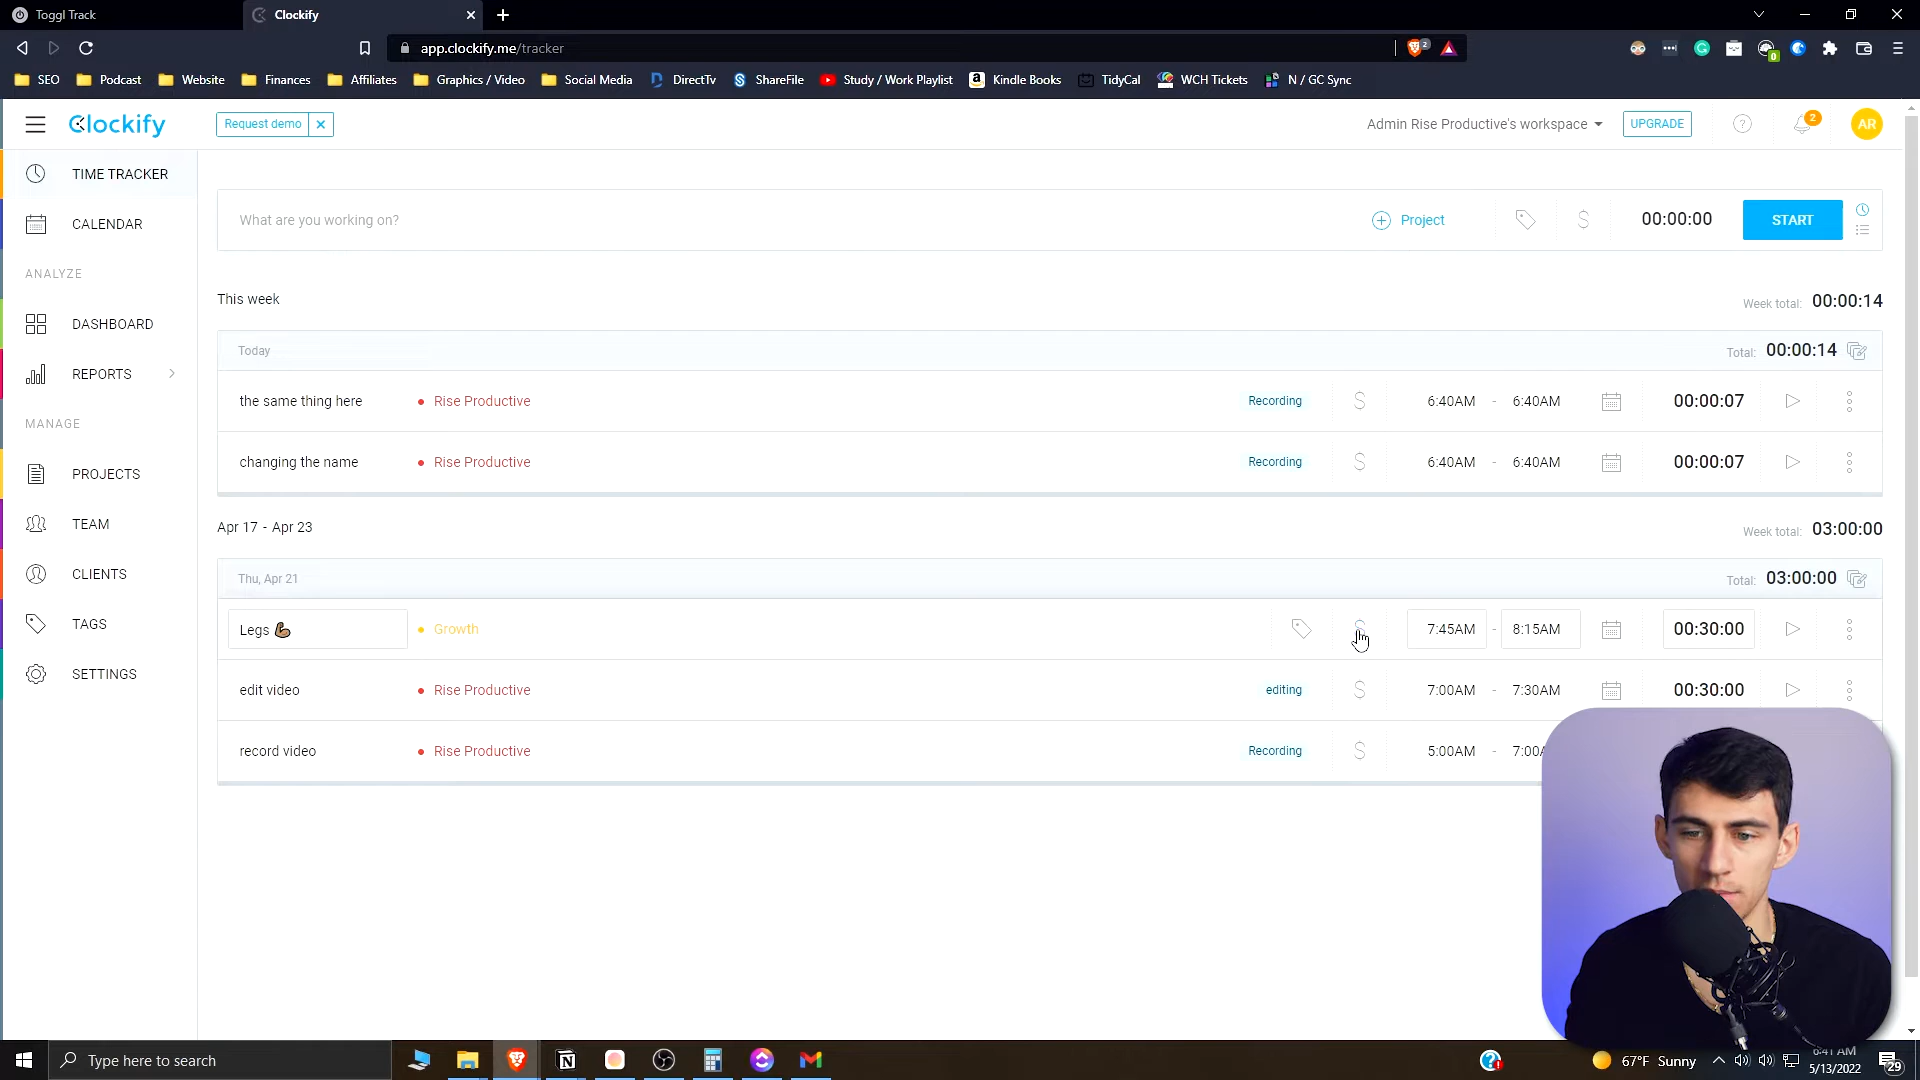 Toggl Track
Clockify
app.clockify.me/tracker
2
0
SEO Podcast Website Finances Affiliates Graphics / Video Social Media DirectTv ShareFile Study / Work Playlist Kindle Books TidyCal WCH Tickets N / GC Sync
Clockify
Request demo
Admin Rise Productive's workspace
UPGRADE
2
AR
TIME TRACKER
CALENDAR
ANALYZE
DASHBOARD
REPORTS
MANAGE
PROJECTS
TEAM
CLIENTS
TAGS
SETTINGS
What are you working on?
Project
00:00:00
START
This week
Week total: 00:00:14
Today
Total: 00:00:14
the same thing here Rise Productive Recording 6:40AM - 6:40AM 00:00:07
changing the name Rise Productive Recording 6:40AM - 6:40AM 00:00:07
Apr 17 - Apr 23
Week total: 03:00:00
Thu, Apr 21
Total: 03:00:00
Legs 💪🏽 Growth 7:45AM - 8:15AM 00:30:00
edit video Rise Productive editing 7:00AM - 7:30AM 00:30:00
record video Rise Productive Recording 5:00AM -
Type here to search
67°F Sunny
6:41 AM
5/13/2022
29